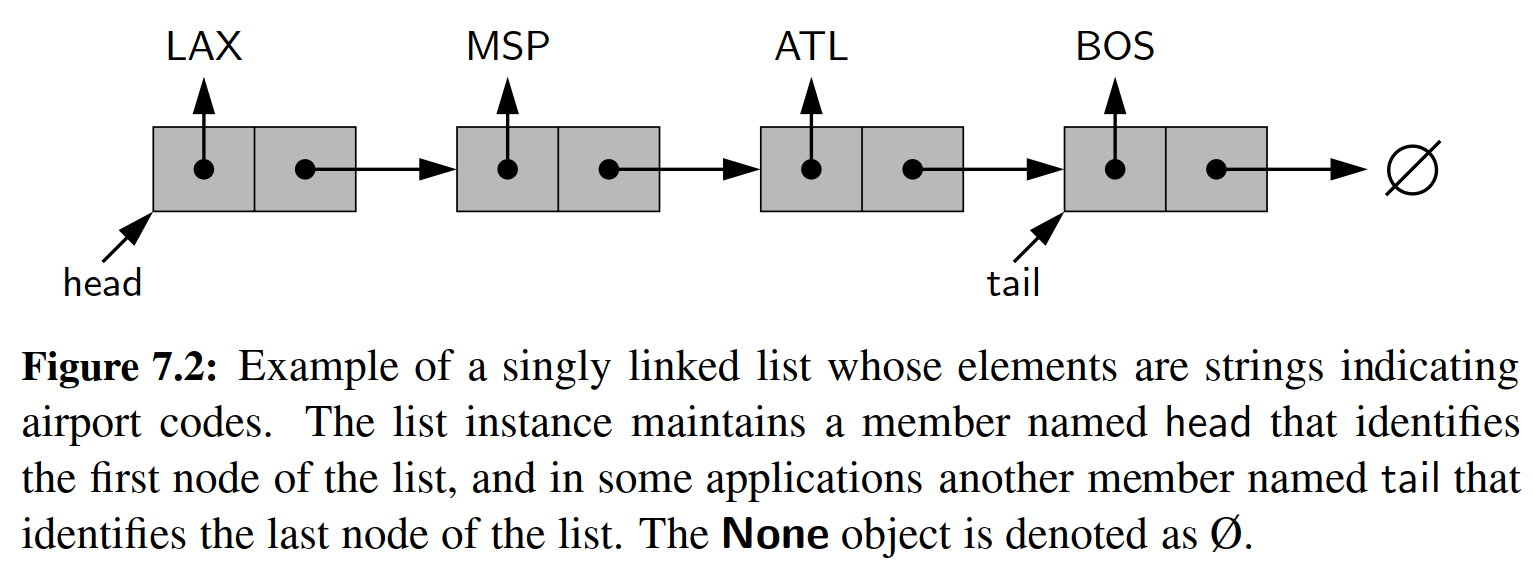 LAX MSP ATL BOS
∅
head tail
Figure 7.2: Example of a singly linked list whose elements are strings indicating
airport codes. The list instance maintains a member named head that identifies
the first node of the list, and in some applications another member named tail that
identifies the last node of the list. The None object is denoted as Ø.